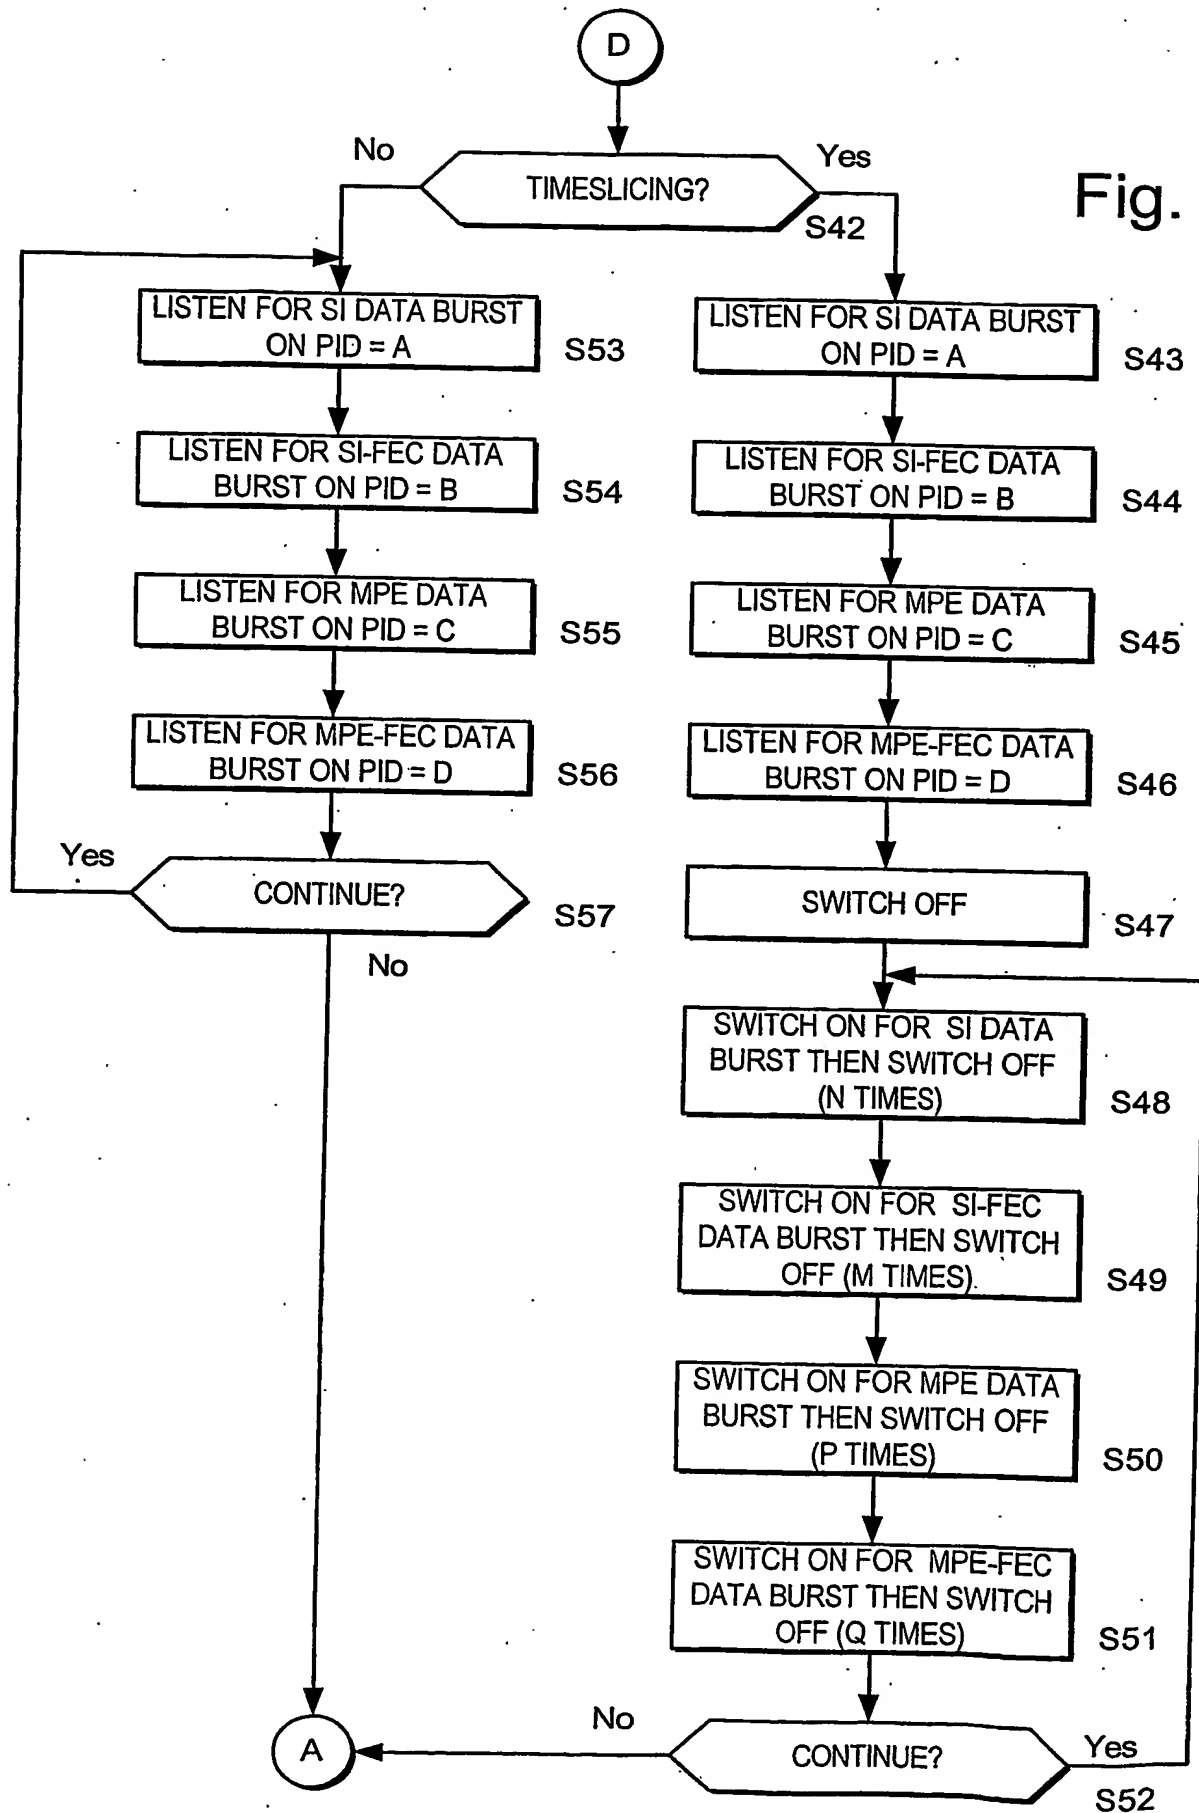 D
No
Yes
TIMESLICING?
S42
Fig.
LISTEN FOR SI DATA BURST
ON PID = A
S53
LISTEN FOR SI-FEC DATA
BURST ON PID = B
S54
LISTEN FOR MPE DATA
BURST ON PID = C
S55
LISTEN FOR MPE-FEC DATA
BURST ON PID = D
S56
Yes
CONTINUE?
S57
No
LISTEN FOR SI DATA BURST
ON PID = A
S43
LISTEN FOR SI-FEC DATA
BURST ON PID = B
S44
LISTEN FOR MPE DATA
BURST ON PID = C
S45
LISTEN FOR MPE-FEC DATA
BURST ON PID = D
S46
SWITCH OFF
S47
SWITCH ON FOR SI DATA
BURST THEN SWITCH OFF
(N TIMES)
S48
SWITCH ON FOR SI-FEC
DATA BURST THEN SWITCH
OFF (M TIMES)
S49
SWITCH ON FOR MPE DATA
BURST THEN SWITCH OFF
(P TIMES)
S50
SWITCH ON FOR MPE-FEC
DATA BURST THEN SWITCH
OFF (Q TIMES)
S51
A
No
CONTINUE?
Yes
S52